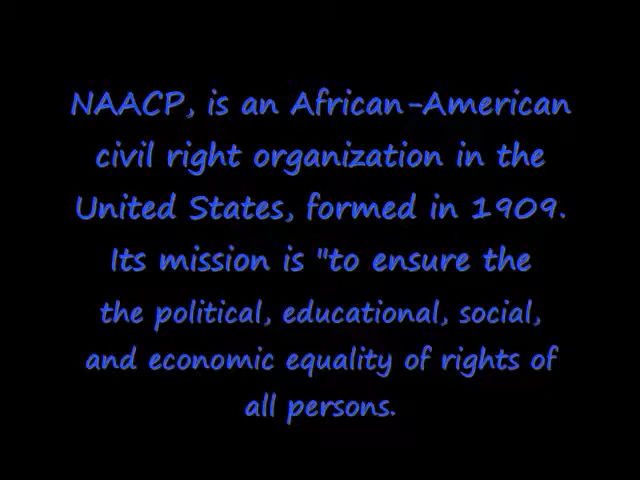 NAACP, is an African-American
civil right organization in the
United States, formed in 1909.
Its mission is "to ensure the
the political, educational, social,
and economic equality of rights of
all persons.